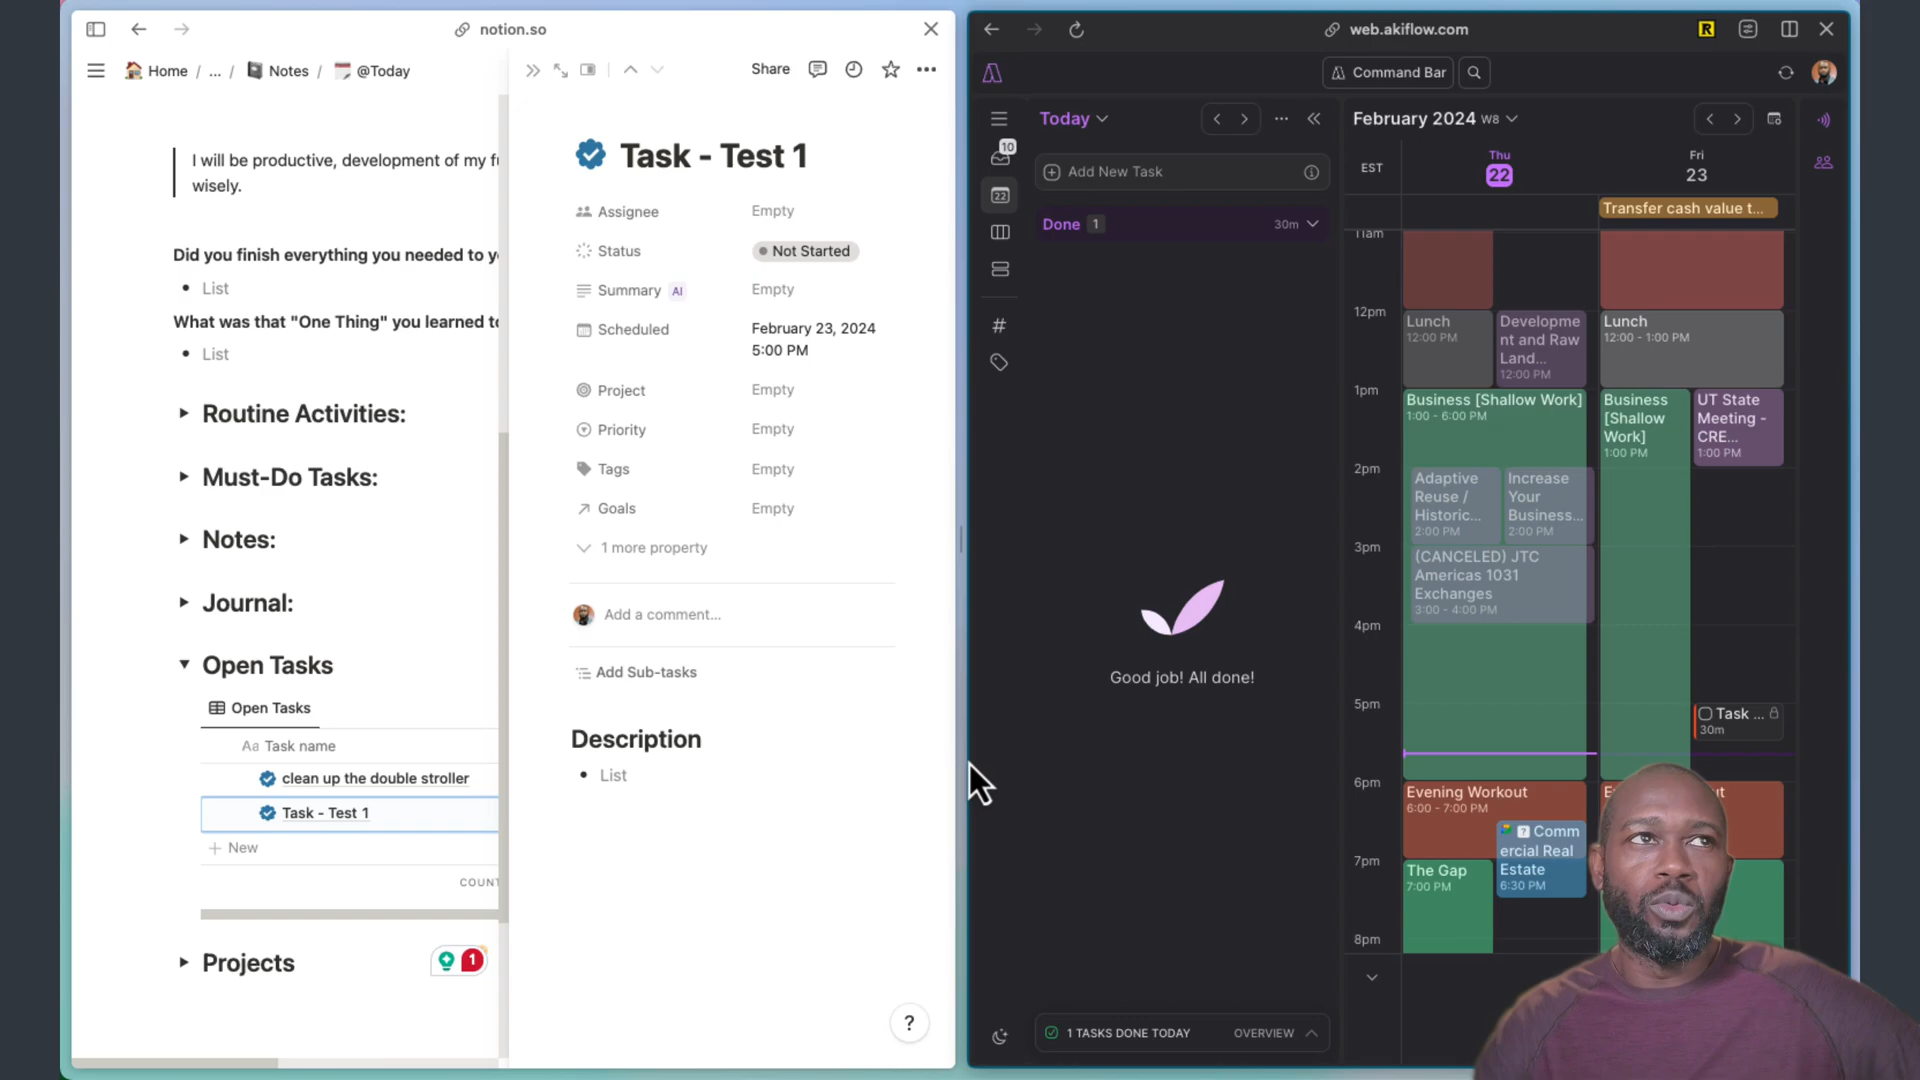 notion.so
Home / ... / Notes / @Today
I will be productive, development of my fu
wisely.
Did you finish everything you needed to y
List
What was that "One Thing" you learned to
List
Routine Activities:
Must-Do Tasks:
Notes:
Journal:
Open Tasks
Open Tasks
Aa Task name
clean up the double stroller
Task - Test 1
New
COUNT
Projects
1
Share
Task - Test 1
Assignee Empty
Status Not Started
Summary AI Empty
Scheduled February 23, 2024
5:00 PM
Project Empty
Priority Empty
Tags Empty
Goals Empty
1 more property
Add a comment...
Add Sub-tasks
Description
List
?
web.akiflow.com
R
Command Bar
10
22
#
Today
Add New Task
Done 1 30m
Good job! All done!
1 TASKS DONE TODAY OVERVIEW
February 2024 W8
EST
Thu
22
Fri
23
Transfer cash value t...
11am
12pm
1pm
2pm
3pm
4pm
5pm
6pm
7pm
8pm
Lunch
12:00 PM
Developme
nt and Raw
Land...
12:00 PM
Business [Shallow Work]
1:00 - 6:00 PM
Adaptive
Reuse /
Historic...
2:00 PM
Increase
Your
Business...
2:00 PM
(CANCELED) JTC
Americas 1031
Exchanges
3:00 - 4:00 PM
Evening Workout
6:00 - 7:00 PM
? Comm
ercial Real
Estate
6:30 PM
The Gap
7:00 PM
Lunch
12:00 - 1:00 PM
Business
[Shallow
Work]
1:00 PM
UT State
Meeting -
CRE...
1:00 PM
Task ...
30m